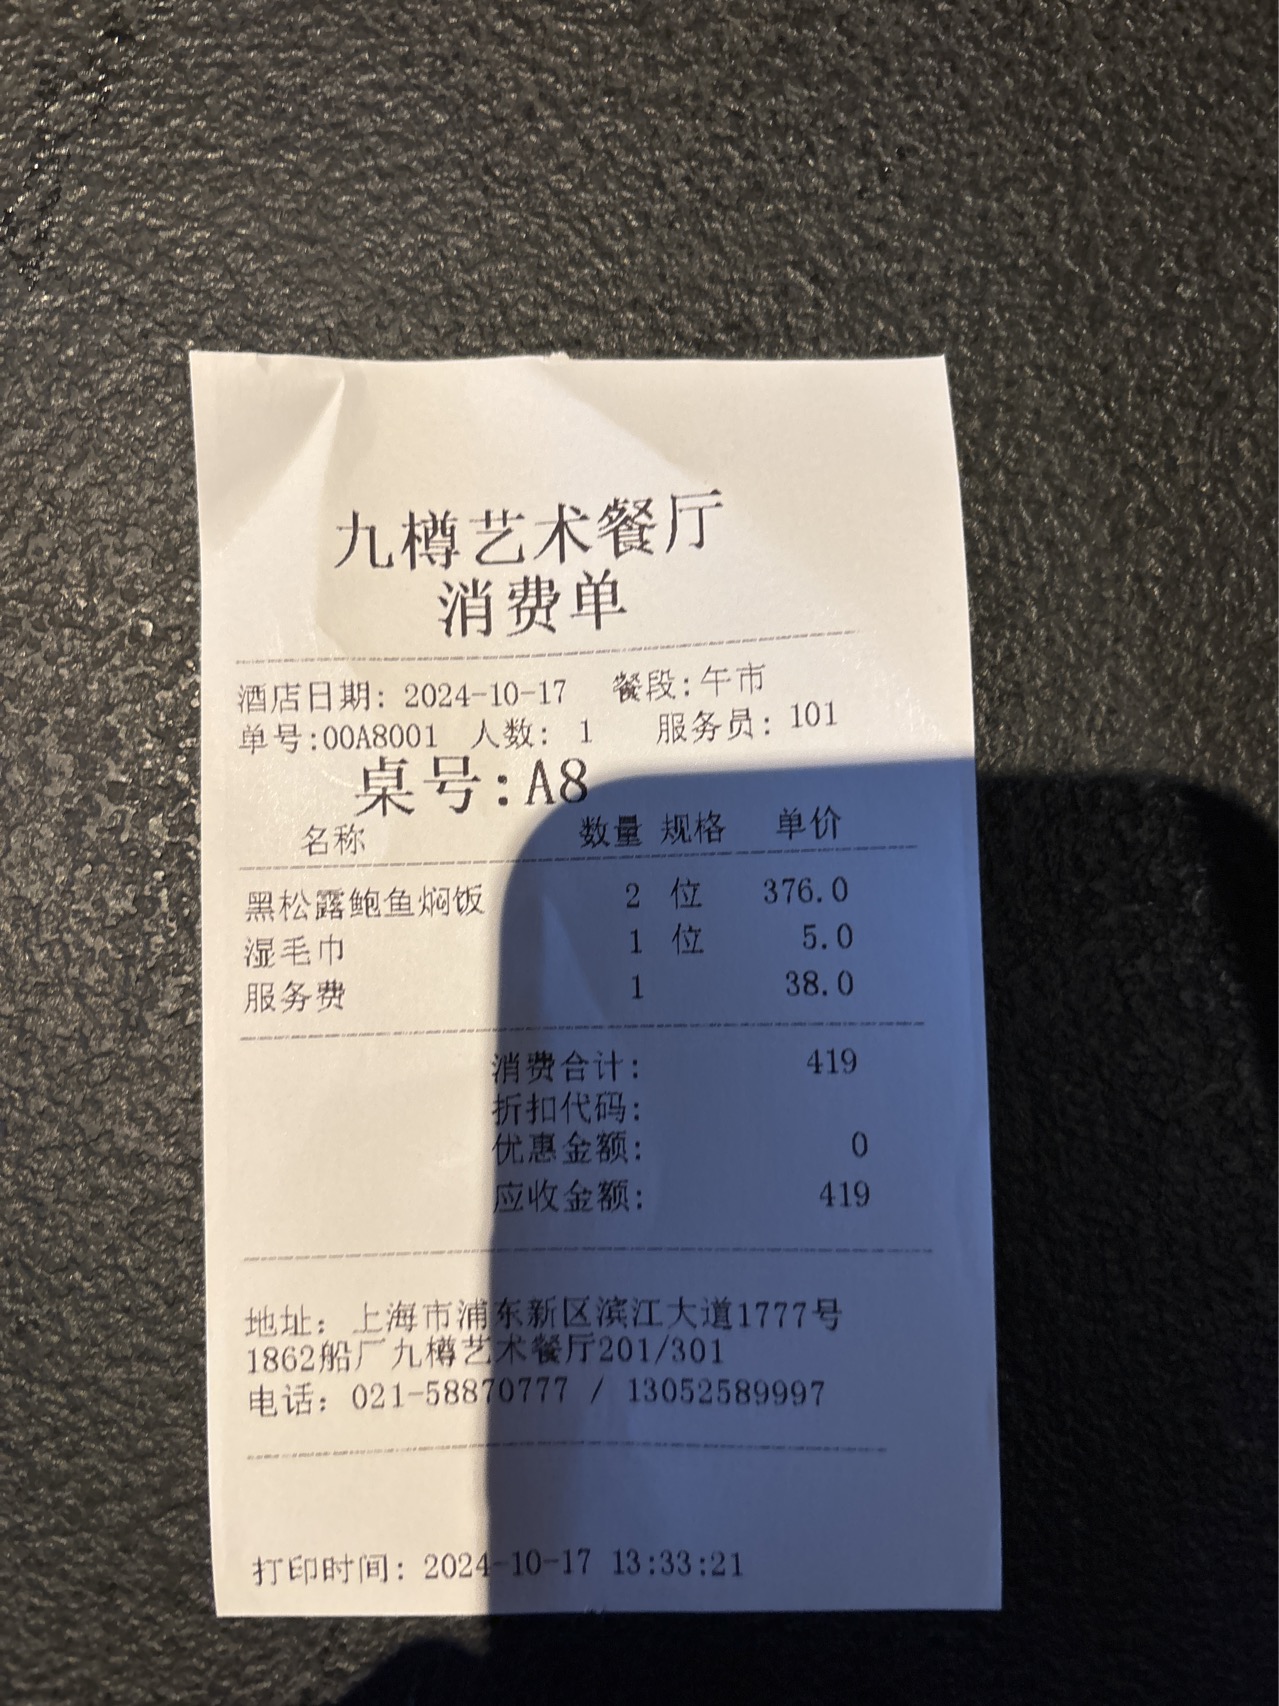 九樽艺术餐厅
消费单
酒店日期: 2024-10-17 餐段:午市
单号:00A8001 人数: 1 服务员: 101
桌号:A8
名称 数量 规格 单价
黑松露鲍鱼焖饭 2 位 376.0
湿毛巾 1 位 5.0
服务费 1 38.0
消费合计: 419
折扣代码:
优惠金额: 0
应收金额: 419
地址: 上海市浦东新区滨江大道1777号
1862船厂九樽艺术餐厅201/301
电话: 021-58870777 / 13052589997
打印时间: 2024-10-17 13:33:21